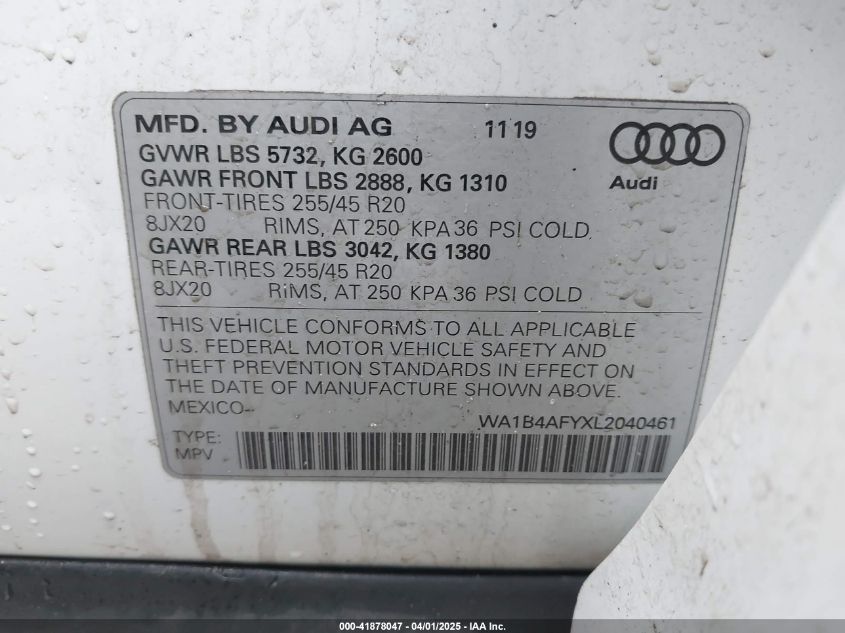 MFD. BY AUDI AG 11 19
GVWR LBS 5732, KG 2600
GAWR FRONT LBS 2888, KG 1310
FRONT-TIRES 255/45 R20
8JX20 RIMS, AT 250 KPA 36 PSI COLD
GAWR REAR LBS 3042, KG 1380
REAR-TIRES 255/45 R20
8JX20 RIMS, AT 250 KPA 36 PSI COLD
Audi
THIS VEHICLE CONFORMS TO ALL APPLICABLE
U.S. FEDERAL MOTOR VEHICLE SAFETY AND
THEFT PREVENTION STANDARDS IN EFFECT ON
THE DATE OF MANUFACTURE SHOWN ABOVE.
MEXICO-
WA1B4AFYXL2040461
TYPE:
MPV
000-41878047 - 04/01/2025 - IAA Inc.